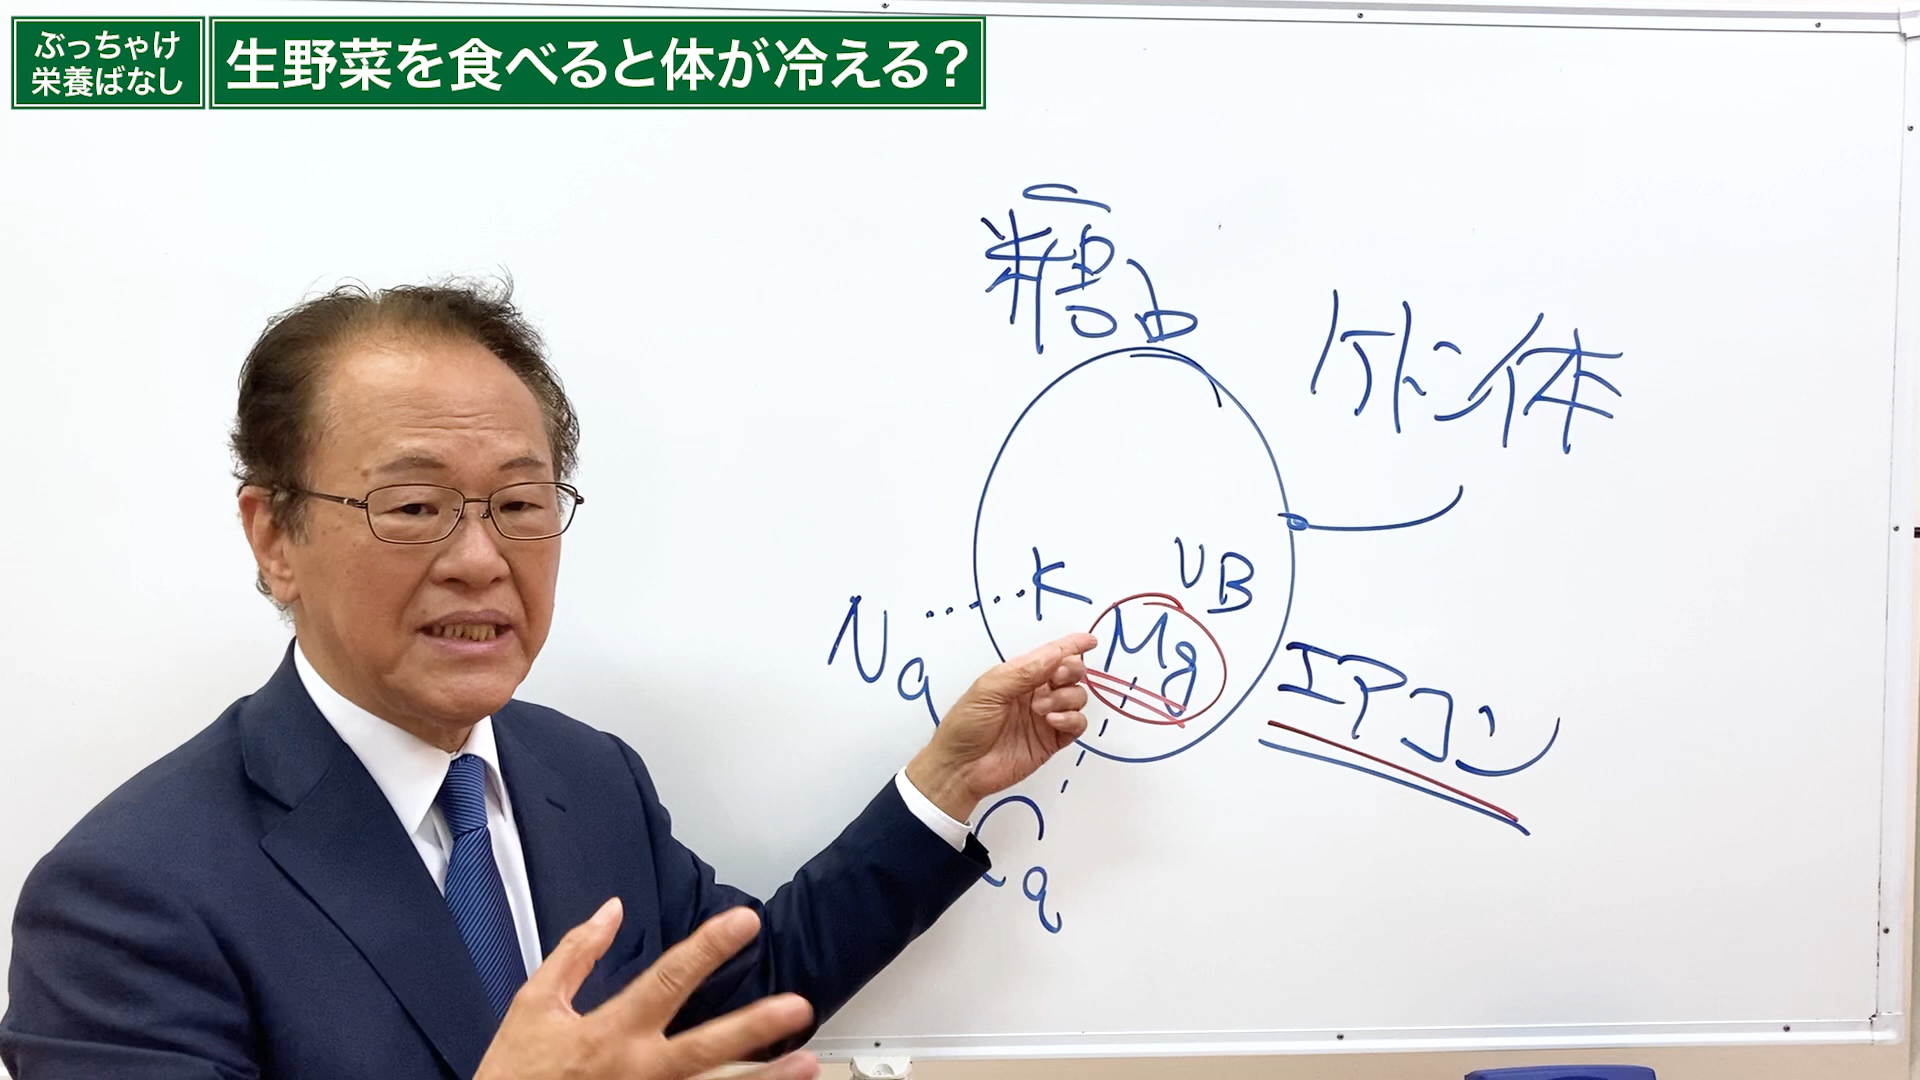 ぶっちゃけ
栄養ばなし
生野菜を食べると体が冷える?
糖
ケトン体
K
VB
Na
Mg
エアコン
Ca